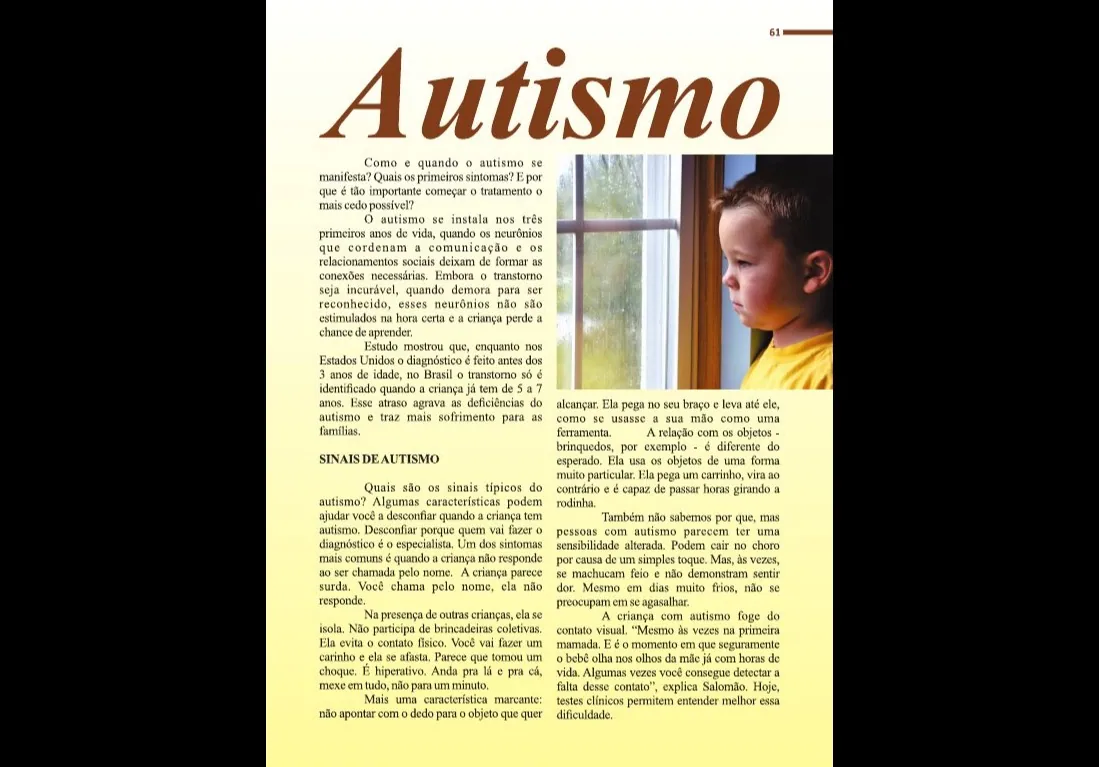 61
Autismo
Como e quando o autismo se
manifesta? Quais os primeiros sintomas? E por
que é tão importante começar o tratamento o
mais cedo possível?
O autismo se instala nos três
primeiros anos de vida, quando os neurônios
que cordenam a comunicação e os
relacionamentos sociais deixam de formar as
conexões necessárias. Embora o transtorno
seja incurável, quando demora para ser
reconhecido, esses neurônios não são
estimulados na hora certa e a criança perde a
chance de aprender.
Estudo mostrou que, enquanto nos
Estados Unidos o diagnóstico é feito antes dos
3 anos de idade, no Brasil o transtorno só é
identificado quando a criança já tem de 5 a 7
anos. Esse atraso agrava as deficiências do
autismo e traz mais sofrimento para as
famílias.
SINAIS DE AUTISMO
Quais são os sinais típicos do
autismo? Algumas características podem
ajudar você a desconfiar quando a criança tem
autismo. Desconfiar porque quem vai fazer o
diagnóstico é o especialista. Um dos sintomas
mais comuns é quando a criança não responde
ao ser chamada pelo nome. A criança parece
surda. Você chama pelo nome, ela não
responde.
Na presença de outras crianças, ela se
isola. Não participa de brincadeiras coletivas.
Ela evita o contato físico. Você vai fazer um
carinho e ela se afasta. Parece que tomou um
choque. É hiperativo. Anda pra lá e pra cá,
mexe em tudo, não para um minuto.
Mais uma característica marcante:
não apontar com o dedo para o objeto que quer
alcançar. Ela pega no seu braço e leva até ele,
como se usasse a sua mão como uma
ferramenta. A relação com os objetos -
brinquedos, por exemplo - é diferente do
esperado. Ela usa os objetos de uma forma
muito particular. Ela pega um carrinho, vira ao
contrário e é capaz de passar horas girando a
rodinha.
Também não sabemos por que, mas
pessoas com autismo parecem ter uma
sensibilidade alterada. Podem cair no choro
por causa de um simples toque. Mas, às vezes,
se machucam feio e não demonstram sentir
dor. Mesmo em dias muito frios, não se
preocupam em se agasalhar.
A criança com autismo foge do
contato visual. “Mesmo às vezes na primeira
mamada. E é o momento em que seguramente
o bebê olha nos olhos da mãe já com horas de
vida. Algumas vezes você consegue detectar a
falta desse contato”, explica Salomão. Hoje,
testes clínicos permitem entender melhor essa
dificuldade.